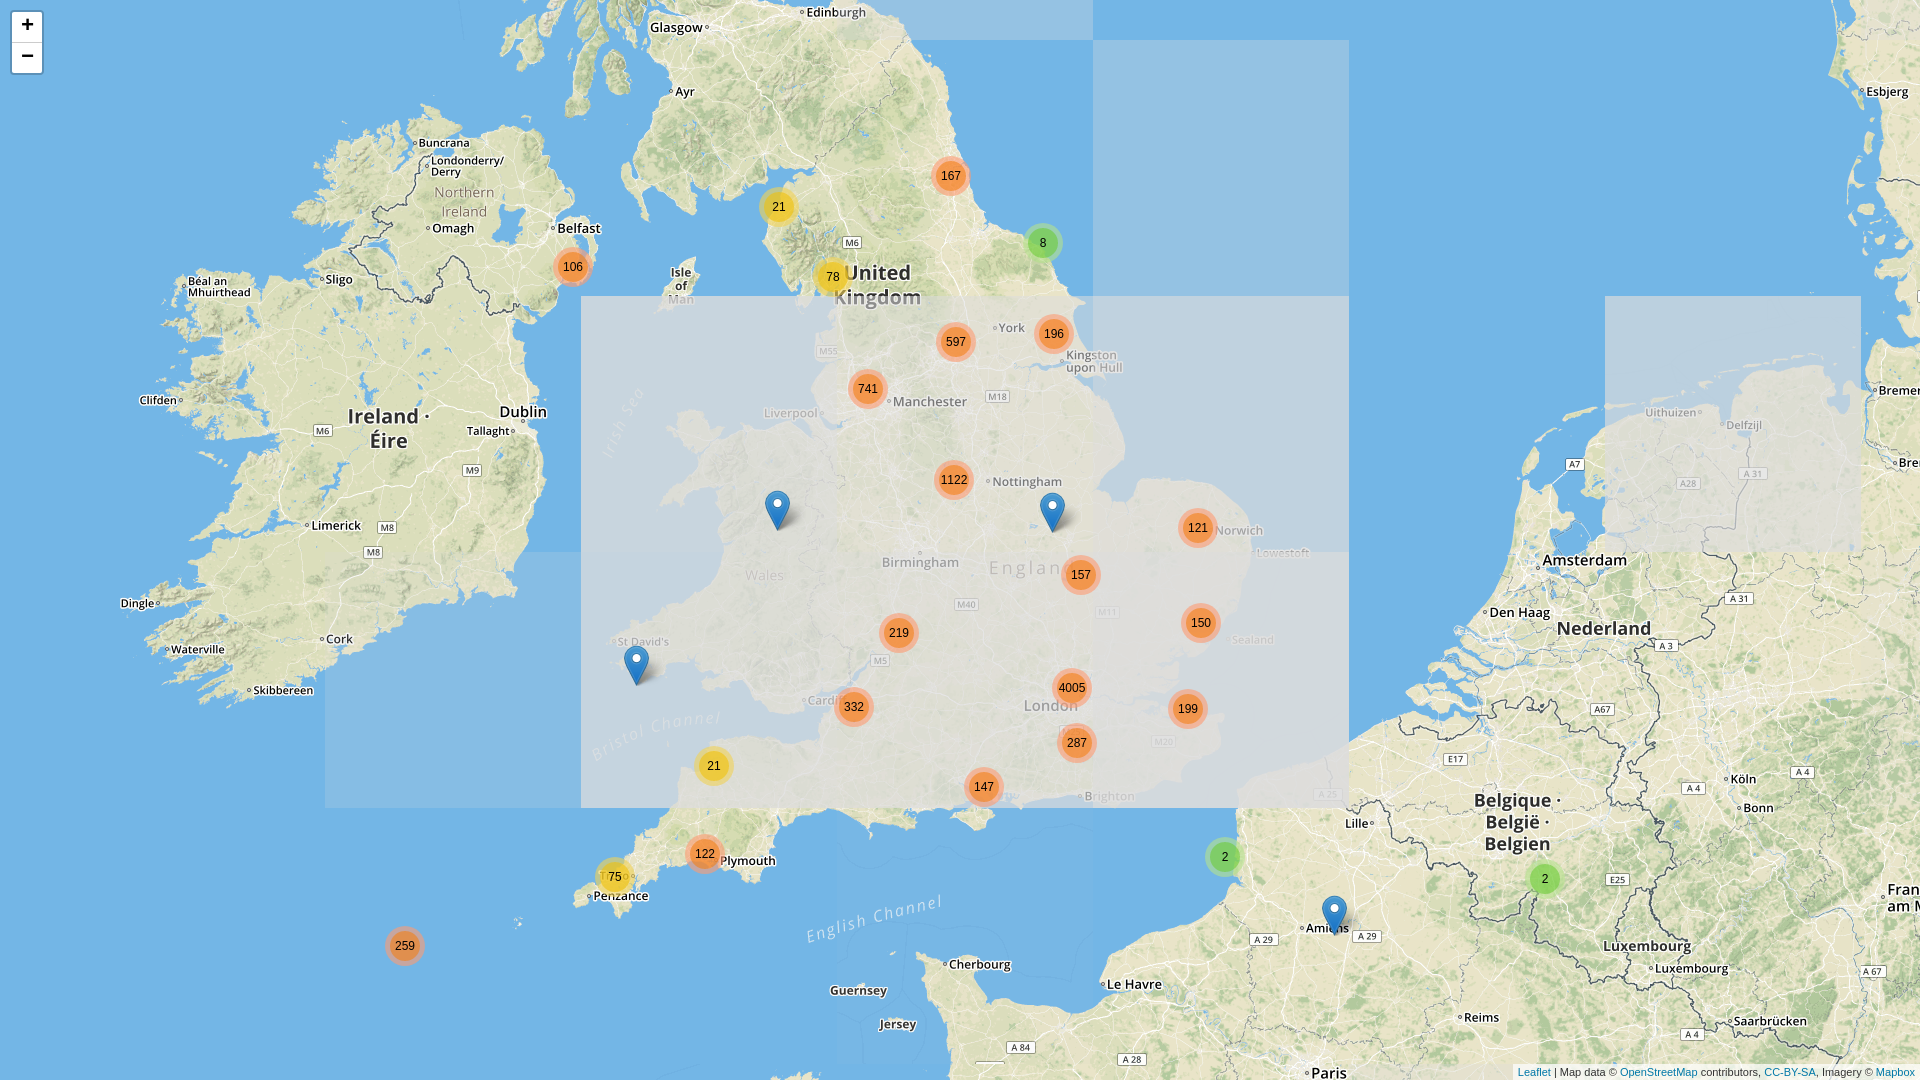 +
−
Glasgow
Edinburgh
Ayr
Esbjerg
Buncrana
Londonderry/
Derry
Northern
Ireland
Omagh
Belfast
167
21
M6
8
78
United
Kingdom
106
Isle
of
Man
Sligo
Béal an
Mhuirthead
York
196
597
Kingston
upon Hull
M55
741
Manchester
M18
Liverpool
Irish Sea
Clifden
Ireland ·
Éire
Dublin
Tallaght
M6
M9
Uithuizen
Delfzijl
A7
A 31
A28
1122
Nottingham
121
Norwich
Lowestoft
Limerick
M8
M8
Birmingham
England
157
Wales
M40
M11
Amsterdam
A 31
Den Haag
Nederland
A 3
Dingle
Cork
Waterville
Skibbereen
St David's
219
M5
150
Sealand
4005
London
199
Cardiff
332
287
M20
A67
Bristol Channel
21
147
Brighton
A 25
E17
Köln
A 4
A 4
Bonn
Belgique ·
België ·
Belgien
Lille
122
Plymouth
75
Penzance
2
2
E25
259
English Channel
Amiens
A 29
A 29
Luxembourg
Luxembourg
A 67
Cherbourg
Guernsey
Le Havre
Jersey
Reims
Saarbrücken
A 4
A 84
A 28
Paris
Leaflet | Map data © OpenStreetMap contributors, CC-BY-SA, Imagery © Mapbox